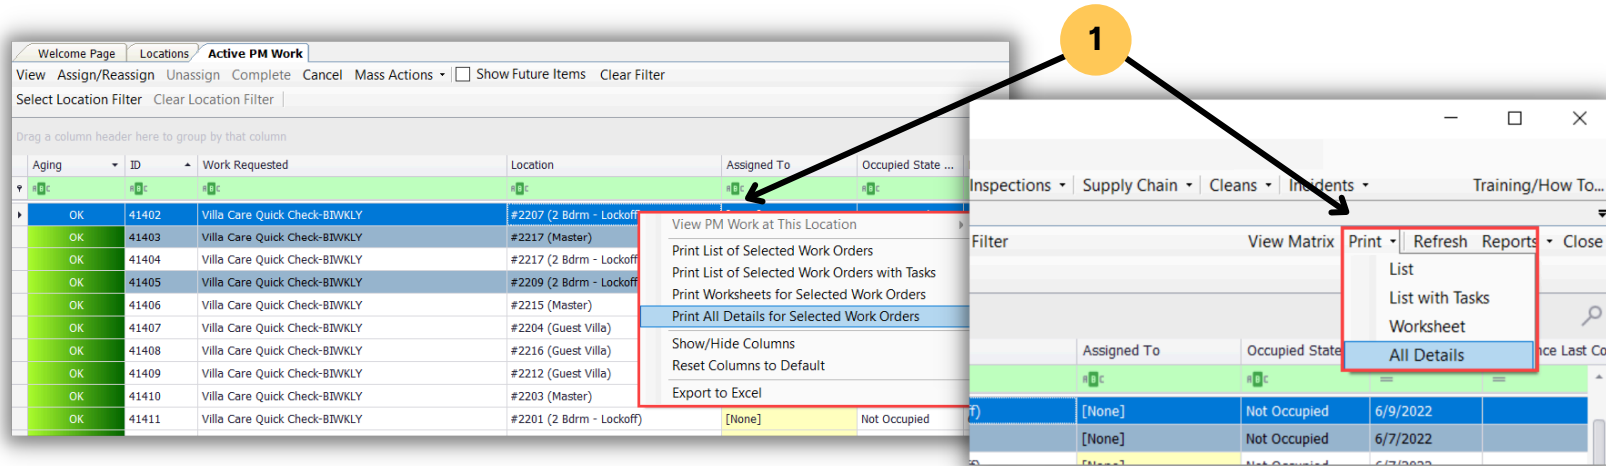 1
Welcome Page Locations Active PM Work
View Assign/Reassign Unassign Complete Cancel Mass Actions Show Future Items Clear Filter
Select Location Filter Clear Location Filter
Drag a column header here to group by that column
Aging ID Work Requested Location Assigned To Occupied State ...
OK 41402 Villa Care Quick Check-BIWKLY #2207 (2 Bdrm - Lockoff)
OK 41403 Villa Care Quick Check-BIWKLY #2217 (Master)
OK 41404 Villa Care Quick Check-BIWKLY #2217 (2 Bdrm - Lockoff
OK 41405 Villa Care Quick Check-BIWKLY #2209 (2 Bdrm - Lockoff
OK 41406 Villa Care Quick Check-BIWKLY #2215 (Master)
OK 41407 Villa Care Quick Check-BIWKLY #2204 (Guest Villa)
OK 41408 Villa Care Quick Check-BIWKLY #2216 (Guest Villa)
OK 41409 Villa Care Quick Check-BIWKLY #2212 (Guest Villa)
OK 41410 Villa Care Quick Check-BIWKLY #2203 (Master)
OK 41411 Villa Care Quick Check-BIWKLY #2201 (2 Bdrm - Lockoff) [None] Not Occupied
View PM Work at This Location
Print List of Selected Work Orders
Print List of Selected Work Orders with Tasks
Print Worksheets for Selected Work Orders
Print All Details for Selected Work Orders
Show/Hide Columns
Reset Columns to Default
Export to Excel
Inspections Supply Chain Cleans Incidents Training/How To...
Filter View Matrix Print Refresh Reports Close
List
List with Tasks
Worksheet
All Details
Assigned To Occupied State nce Last Co
[None] Not Occupied 6/9/2022
[None] Not Occupied 6/7/2022
[None] Not Occupied 6/7/2022